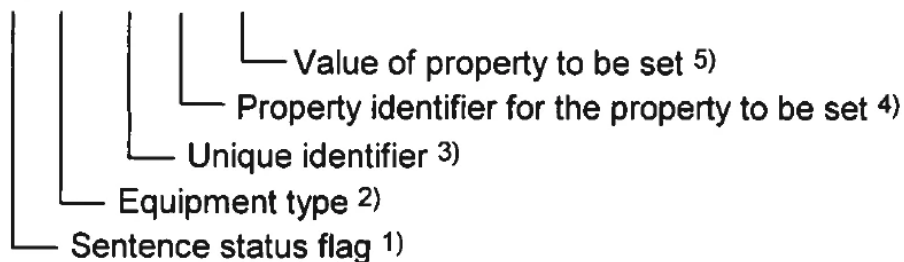 Value of property to be set 5)
Property identifier for the property to be set 4)
Unique identifier 3)
Equipment type 2)
Sentence status flag 1)